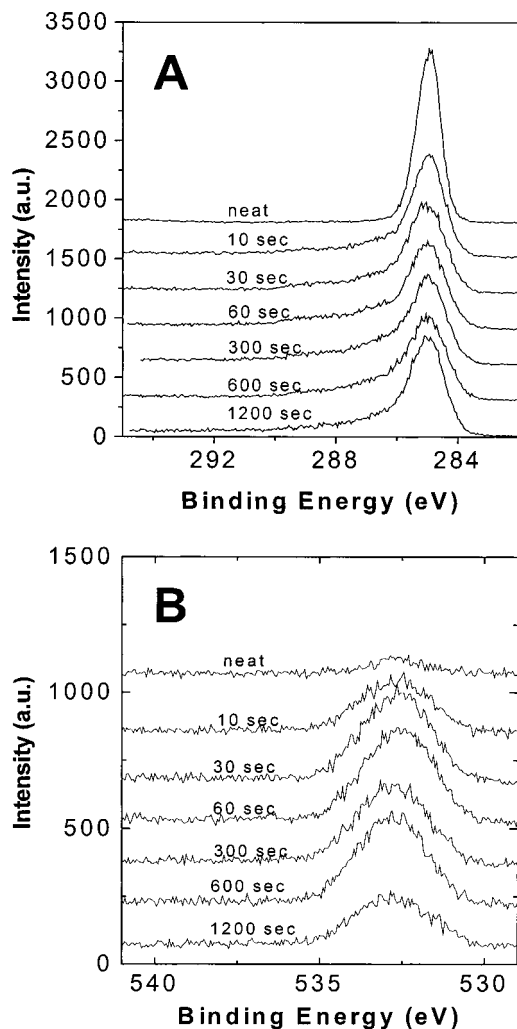 A
3500
3000
2500
2000
1500
1000
500
0
Intensity (a.u.)
neat
10 sec
30 sec
60 sec
300 sec
600 sec
1200 sec
292 288 284
Binding Energy (eV)
B
1500
1000
500
0
Intensity (a.u.)
neat
10 sec
30 sec
60 sec
300 sec
600 sec
1200 sec
540 535 530
Binding Energy (eV)